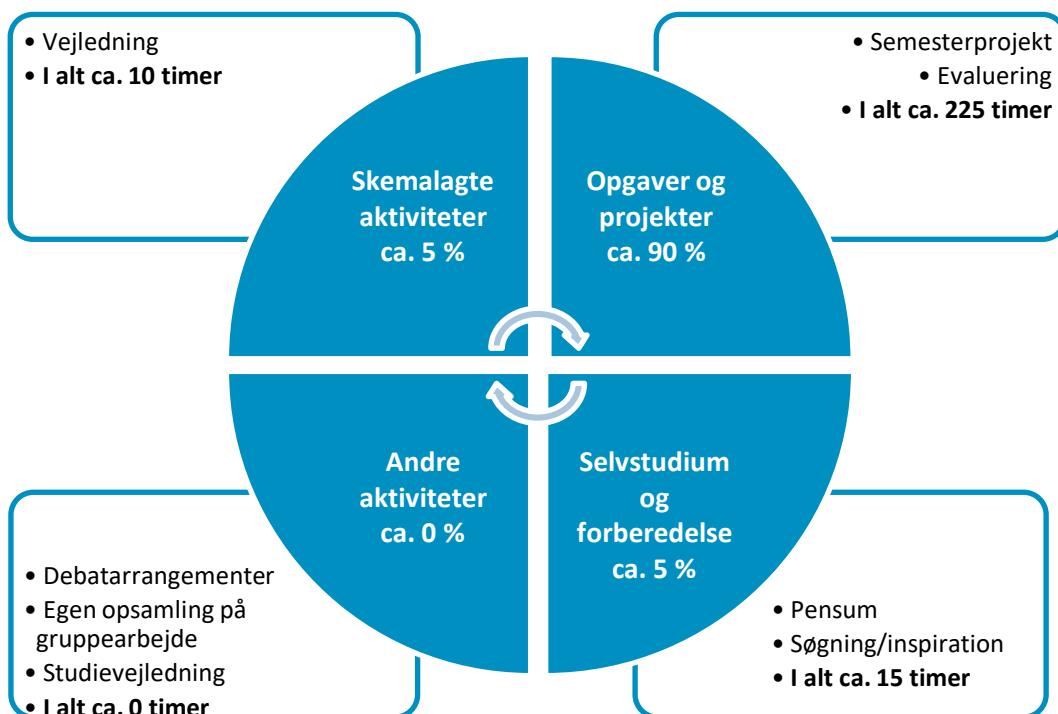 • Vejledning
• I alt ca. 10 timer
• Semesterprojekt
• Evaluering
• I alt ca. 225 timer
Skemalagte
aktiviteter
ca. 5 %
Opgaver og
projekter
ca. 90 %
Andre
aktiviteter
ca. 0 %
Selvstudium
og
forberedelse
ca. 5 %
• Debatarrangementer
• Egen opsamling på
gruppearbejde
• Studievejledning
• I alt ca. 0 timer
• Pensum
• Søgning/inspiration
• I alt ca. 15 timer